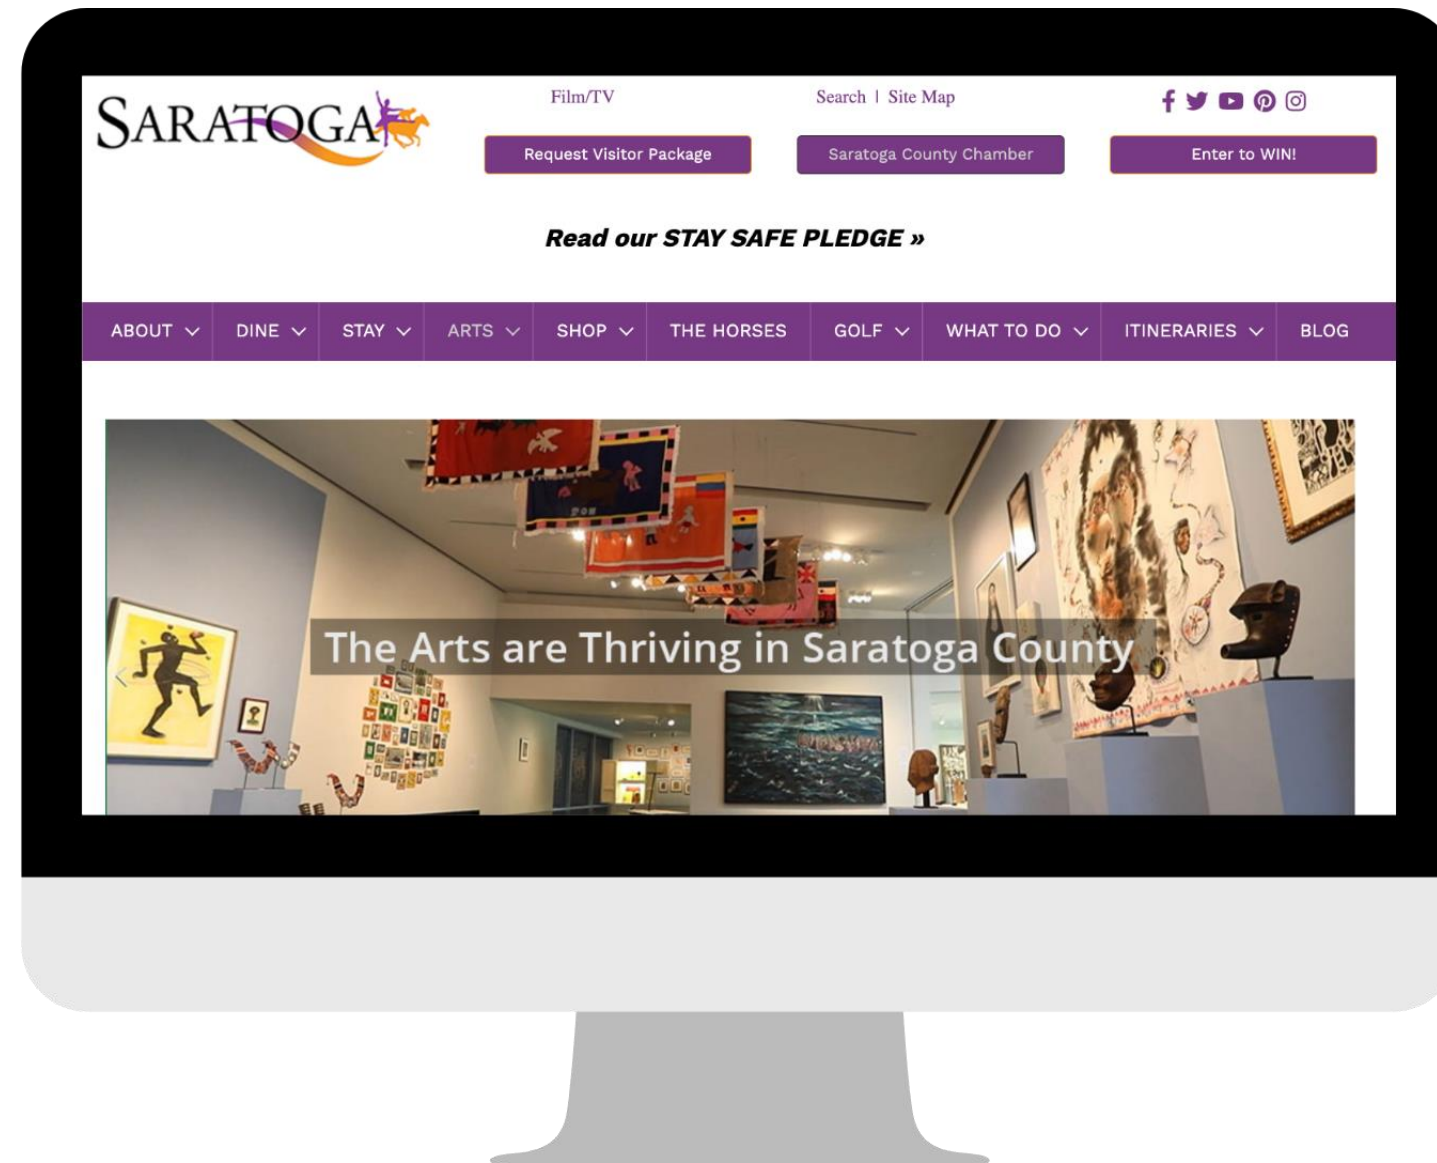 SARATOGA
Film/TV
Search | Site Map
Request Visitor Package
Saratoga County Chamber
Enter to WIN!
Read our STAY SAFE PLEDGE »
ABOUT
DINE
STAY
ARTS
SHOP
THE HORSES
GOLF
WHAT TO DO
ITINERARIES
BLOG
The Arts are Thriving in Saratoga County